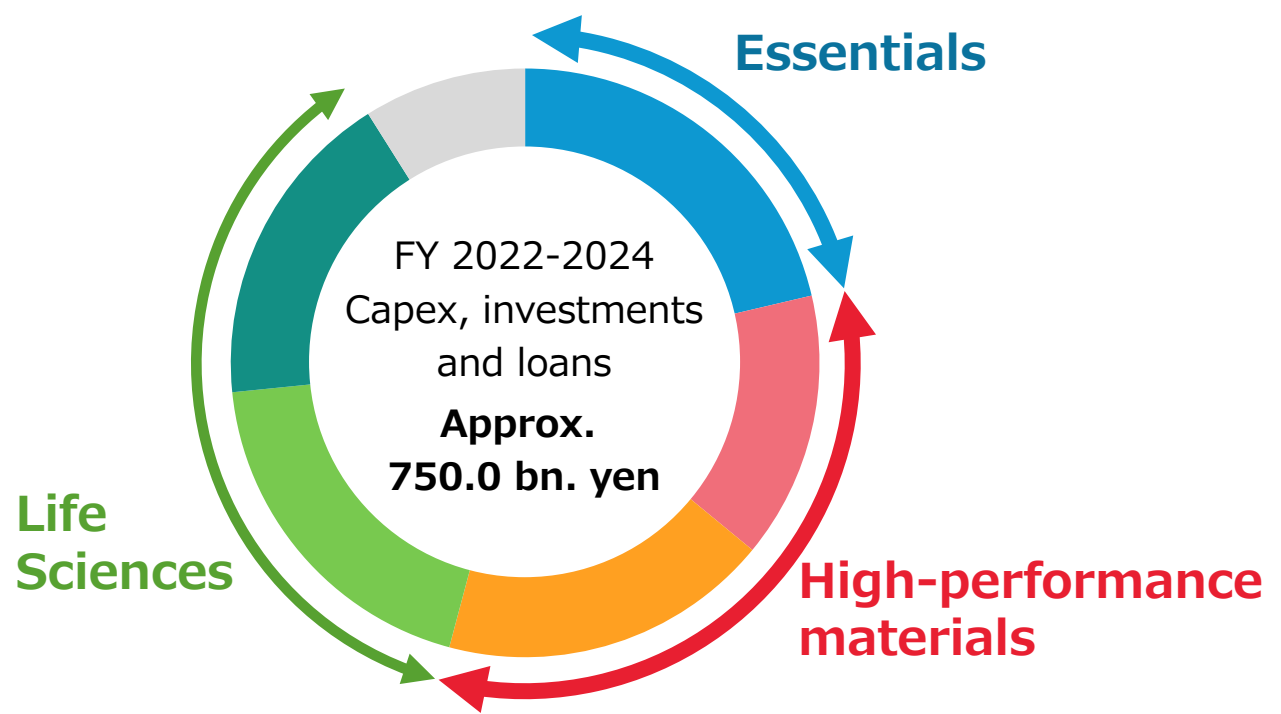 Essentials
FY 2022-2024
Capex, investments
and loans
Approx.
750.0 bn. yen
Life
Sciences
High-performance
materials